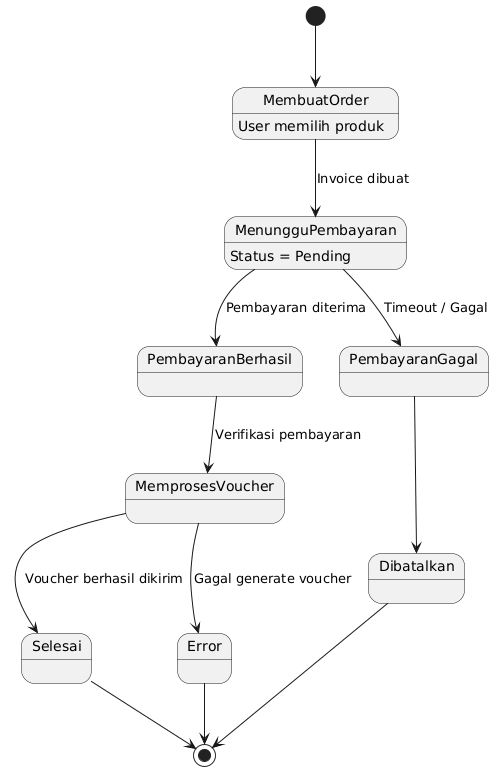 MembuatOrder
User memilih produk
Invoice dibuat
MenungguPembayaran
Status = Pending
Pembayaran diterima
Timeout / Gagal
PembayaranBerhasil
PembayaranGagal
Verifikasi pembayaran
MemprosesVoucher
Voucher berhasil dikirim
Gagal generate voucher
Dibatalkan
Selesai
Error